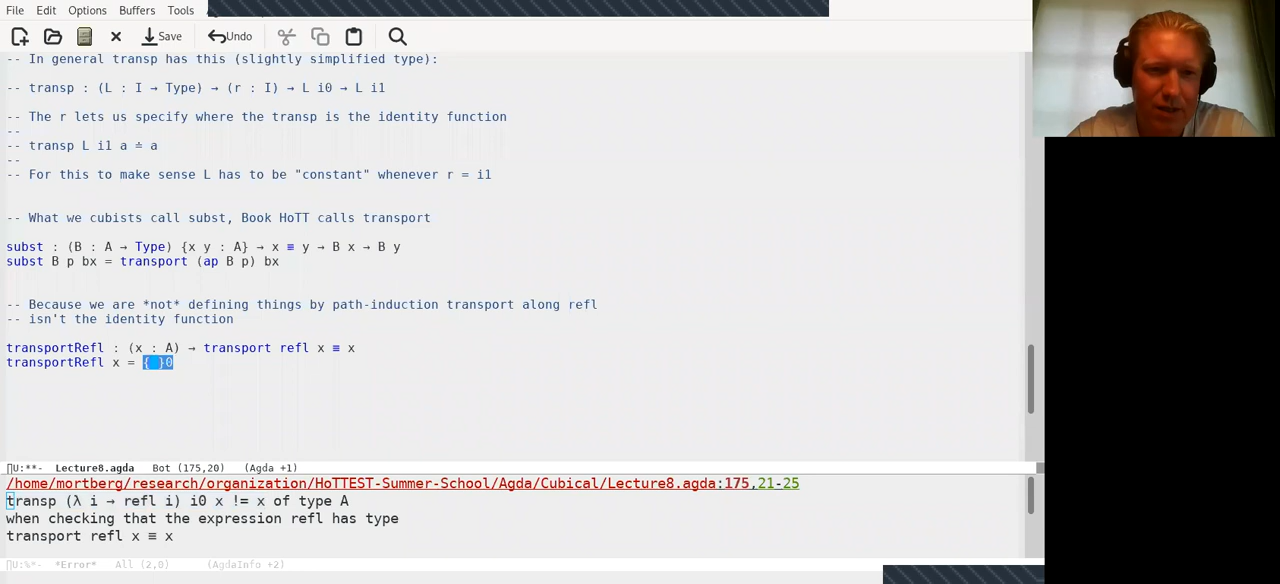 File Edit Options Buffers Tools
Save Undo
-- In general transp has this (slightly simplified type):
-- transp : (L : I → Type) → (r : I) → L i0 → L i1
-- The r lets us specify where the transp is the identity function
--
-- transp L i1 a ≐ a
--
-- For this to make sense L has to be "constant" whenever r = i1
-- What we cubists call subst, Book HoTT calls transport
subst : (B : A → Type) {x y : A} → x ≡ y → B x → B y
subst B p bx = transport (ap B p) bx
-- Because we are *not* defining things by path-induction transport along refl
-- isn't the identity function
transportRefl : (x : A) → transport refl x ≡ x
transportRefl x = { }0
U:**- Lecture8.agda Bot (175,20) (Agda +1)
/home/mortberg/research/organization/HoTTEST-Summer-School/Agda/Cubical/Lecture8.agda:175,21-25
transp (λ i → refl i) i0 x != x of type A
when checking that the expression refl has type
transport refl x ≡ x
U:%*- *Error* All (2,0) (AgdaInfo +2)